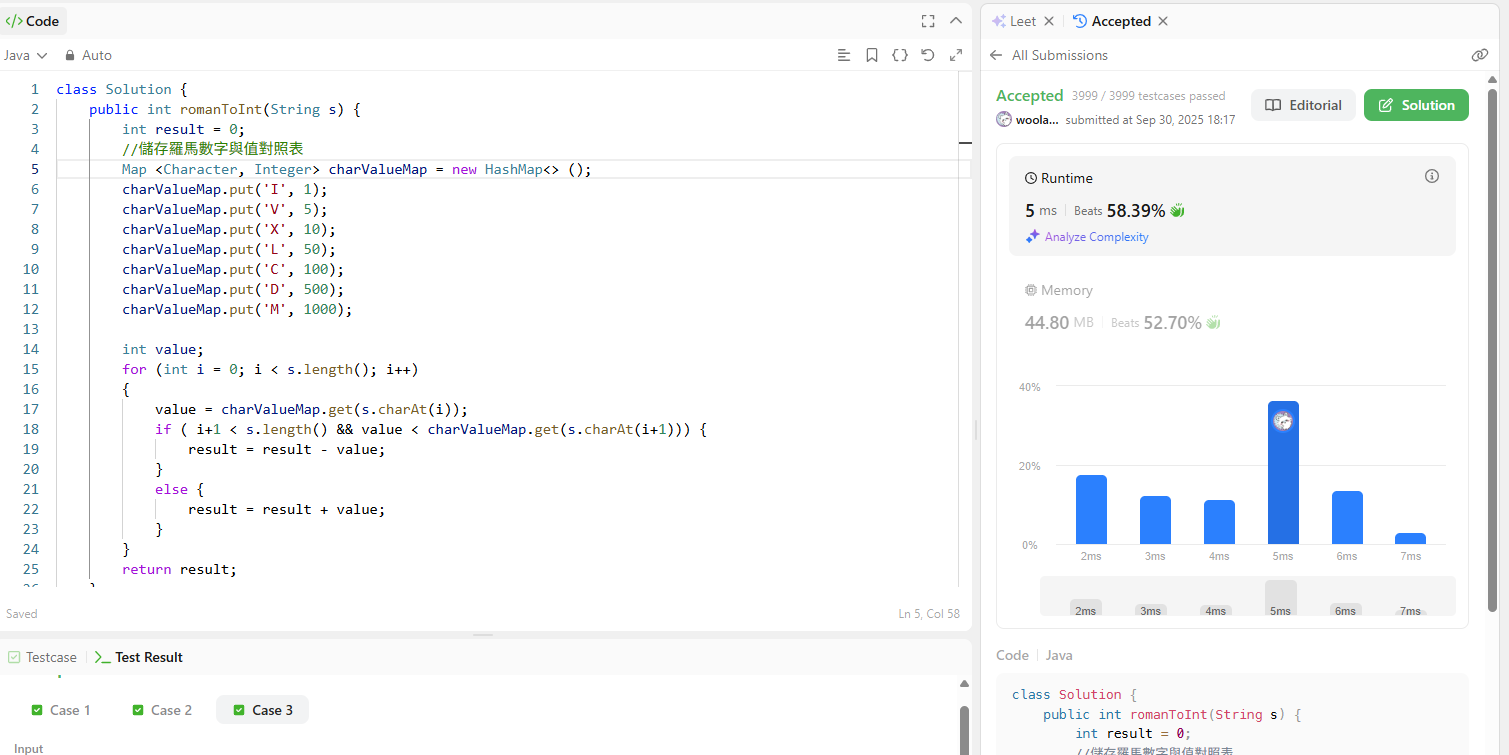 </> Code
Java
Auto
1 class Solution {
2 public int romanToInt(String s) {
3 int result = 0;
4 //儲存羅馬數字與值對照表
5 Map <Character, Integer> charValueMap = new HashMap<> ();
6 charValueMap.put('I', 1);
7 charValueMap.put('V', 5);
8 charValueMap.put('X', 10);
9 charValueMap.put('L', 50);
10 charValueMap.put('C', 100);
11 charValueMap.put('D', 500);
12 charValueMap.put('M', 1000);
13
14 int value;
15 for (int i = 0; i < s.length(); i++)
16 {
17 value = charValueMap.get(s.charAt(i));
18 if ( i+1 < s.length() && value < charValueMap.get(s.charAt(i+1))) {
19 result = result - value;
20 }
21 else {
22 result = result + value;
23 }
24 }
25 return result;
Saved
Ln 5, Col 58
Testcase
Test Result
Case 1
Case 2
Case 3
Input
Leet
Accepted
All Submissions
Accepted 3999 / 3999 testcases passed
woola... submitted at Sep 30, 2025 18:17
Editorial
Solution
Runtime
5 ms Beats 58.39%
Analyze Complexity
Memory
44.80 MB Beats 52.70%
40%
20%
0%
2ms 3ms 4ms 5ms 6ms 7ms
2ms 3ms 4ms 5ms 6ms 7ms
Code Java
class Solution {
public int romanToInt(String s) {
int result = 0;
//儲存羅馬數字與值對照表